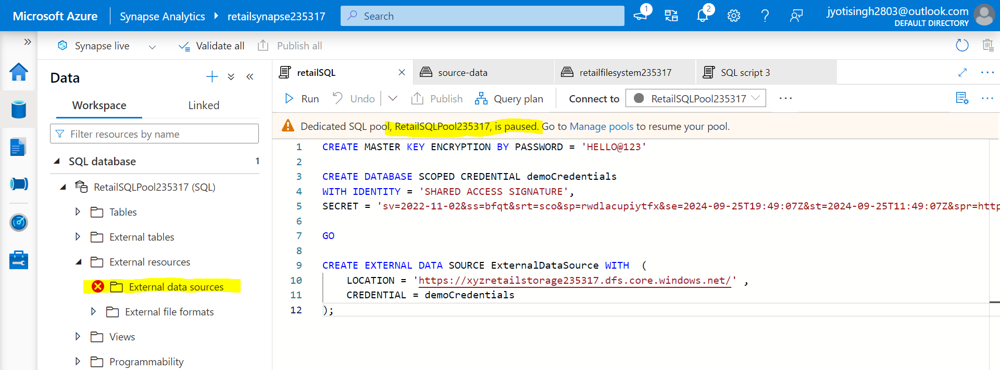 Microsoft Azure
Synapse Analytics
retailsynapse235317
Search
1
2
jyotisingh2803@outlook.com
DEFAULT DIRECTORY
Synapse live
Validate all
Publish all
Data
Workspace
Linked
Filter resources by name
SQL database
1
RetailSQLPool235317 (SQL)
Tables
External tables
External resources
External data sources
External file formats
Views
Programmability
retailSQL
source-data
retailfilesystem235317
SQL script 3
Run
Undo
Publish
Query plan
Connect to
RetailSQLPool235317
Dedicated SQL pool, RetailSQLPool235317, is paused. Go to Manage pools to resume your pool.
1 CREATE MASTER KEY ENCRYPTION BY PASSWORD = 'HELLO@123'
2
3 CREATE DATABASE SCOPED CREDENTIAL demoCredentials
4 WITH IDENTITY = 'SHARED ACCESS SIGNATURE',
5 SECRET = 'sv=2022-11-02&ss=bfqt&srt=sco&sp=rwdlacupiytfx&se=2024-09-25T19:49:07Z&st=2024-09-25T11:49:07Z&spr=http
6
7 GO
8
9 CREATE EXTERNAL DATA SOURCE ExternalDataSource WITH (
10 LOCATION = 'https://xyzretailstorage235317.dfs.core.windows.net/' ,
11 CREDENTIAL = demoCredentials
12 );